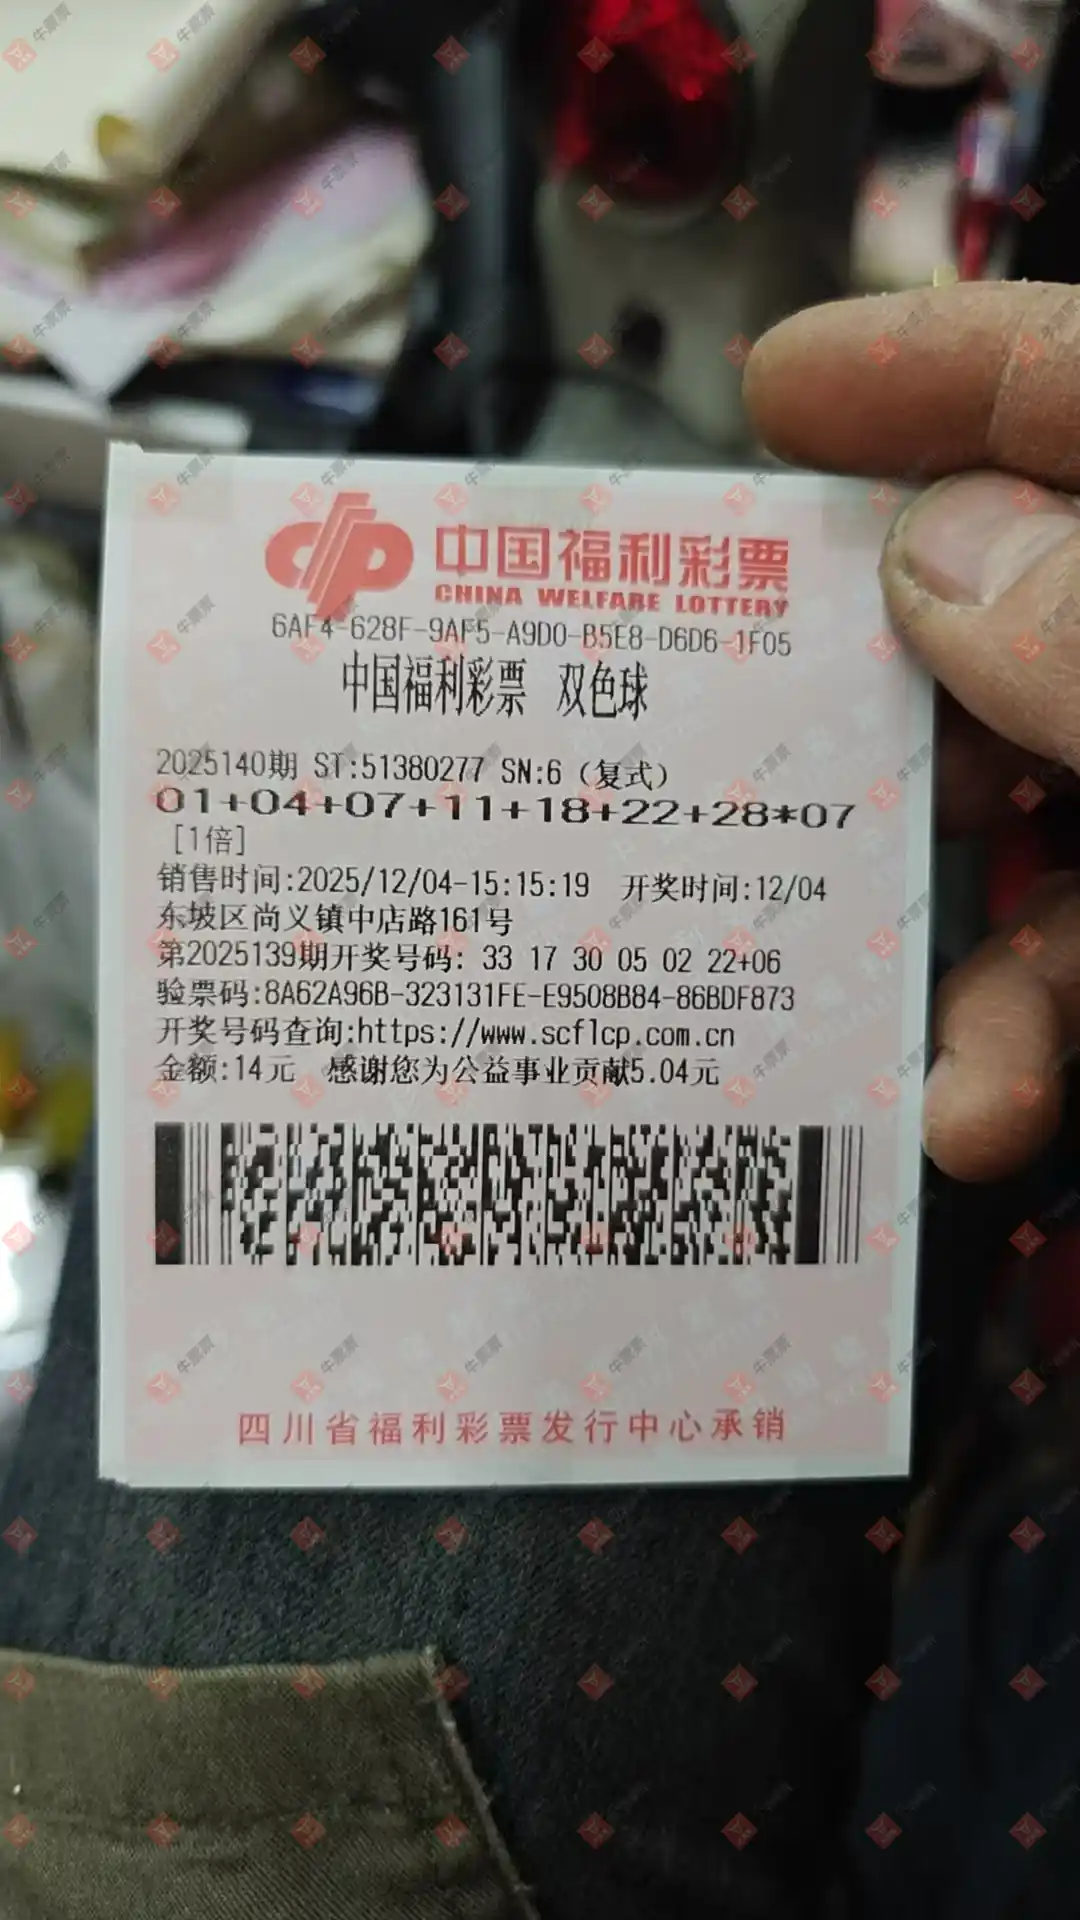 中国福利彩票
CHINA WELFARE LOTTERY
6AF4-628F-9AF5-A9D0-B5E8-D6D6-1F05
中国福利彩票 双色球
2025140期 ST:51380277 SN:6（复式）
01+04+07+11+18+22+28*07
[1倍]
销售时间:2025/12/04-15:15:19 开奖时间:12/04
东坡区尚义镇中店路161号
第2025139期开奖号码: 33 17 30 05 02 22+06
验票码:8A62A96B-323131FE-E9508B84-86BDF873
开奖号码查询:https://www.scflcp.com.cn
金额:14元 感谢您为公益事业贡献5.04元
四川省福利彩票发行中心承销